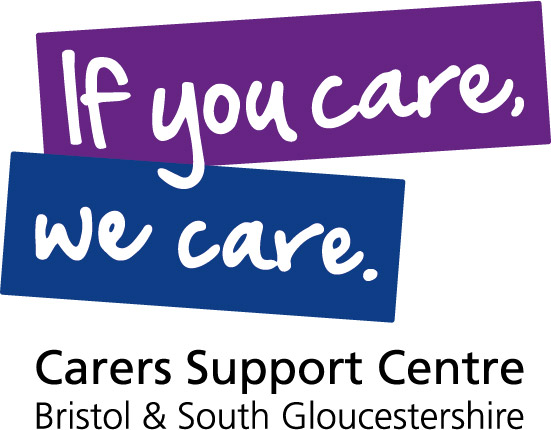 If you care,
we care.
Carers Support Centre
Bristol & South Gloucestershire